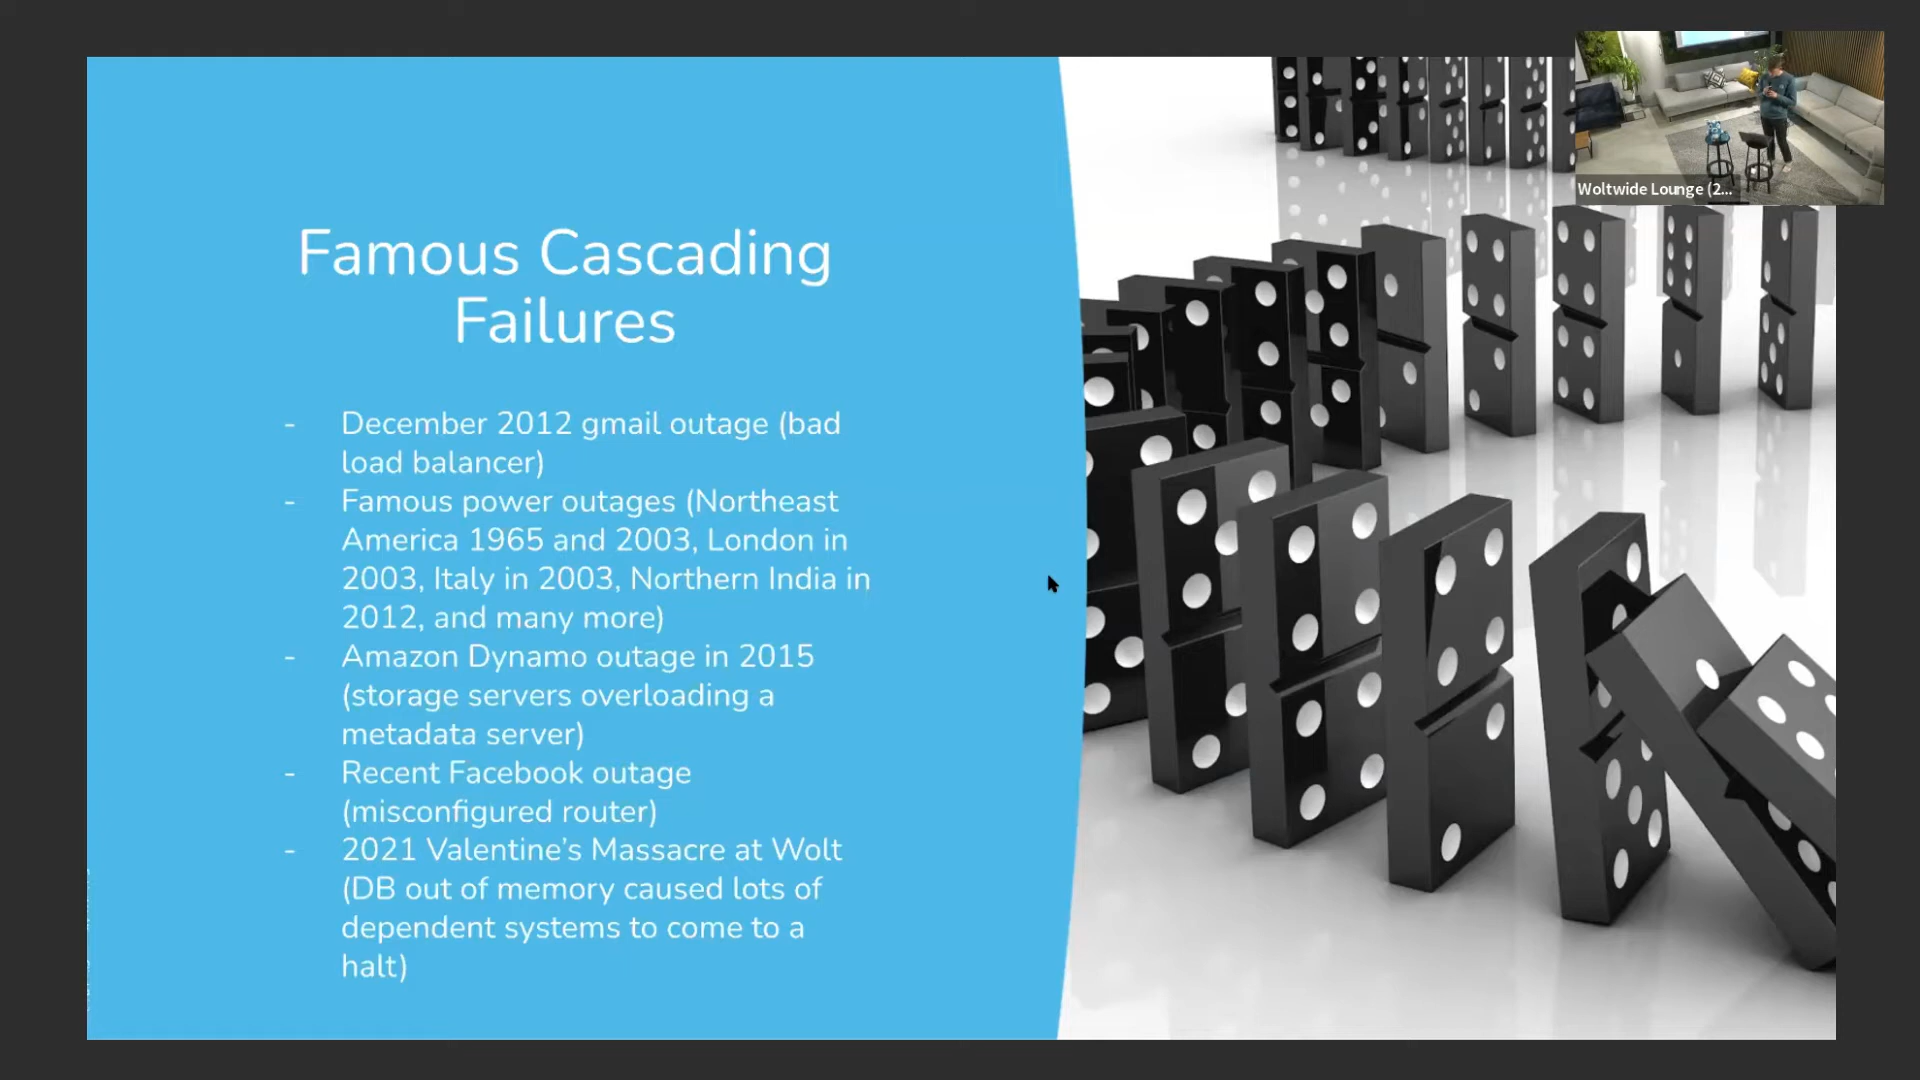 Famous Cascading
Failures
- December 2012 gmail outage (bad
load balancer)
- Famous power outages (Northeast
America 1965 and 2003, London in
2003, Italy in 2003, Northern India in
2012, and many more)
- Amazon Dynamo outage in 2015
(storage servers overloading a
metadata server)
- Recent Facebook outage
(misconfigured router)
- 2021 Valentine’s Massacre at Wolt
(DB out of memory caused lots of
dependent systems to come to a
halt)
Woltwide Lounge (2...